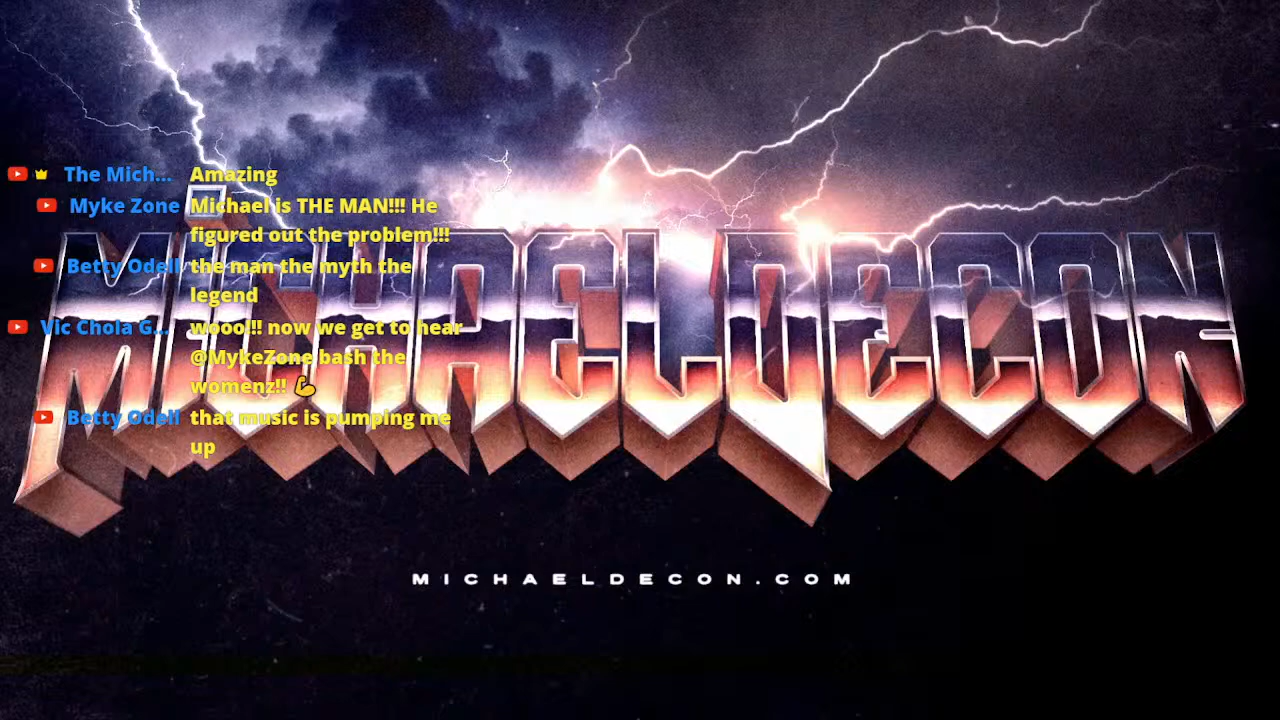 The Mich... Amazing
Myke Zone Michael is THE MAN!!! He
figured out the problem!!!
Betty Odell the man the myth the
legend
Vic Chola G... wooo!!! now we get to hear
@MykeZone bash the
womenz!! 💪
Betty Odell that music is pumping me
up
MiCHAEL DECON
MICHAELDECON.COM